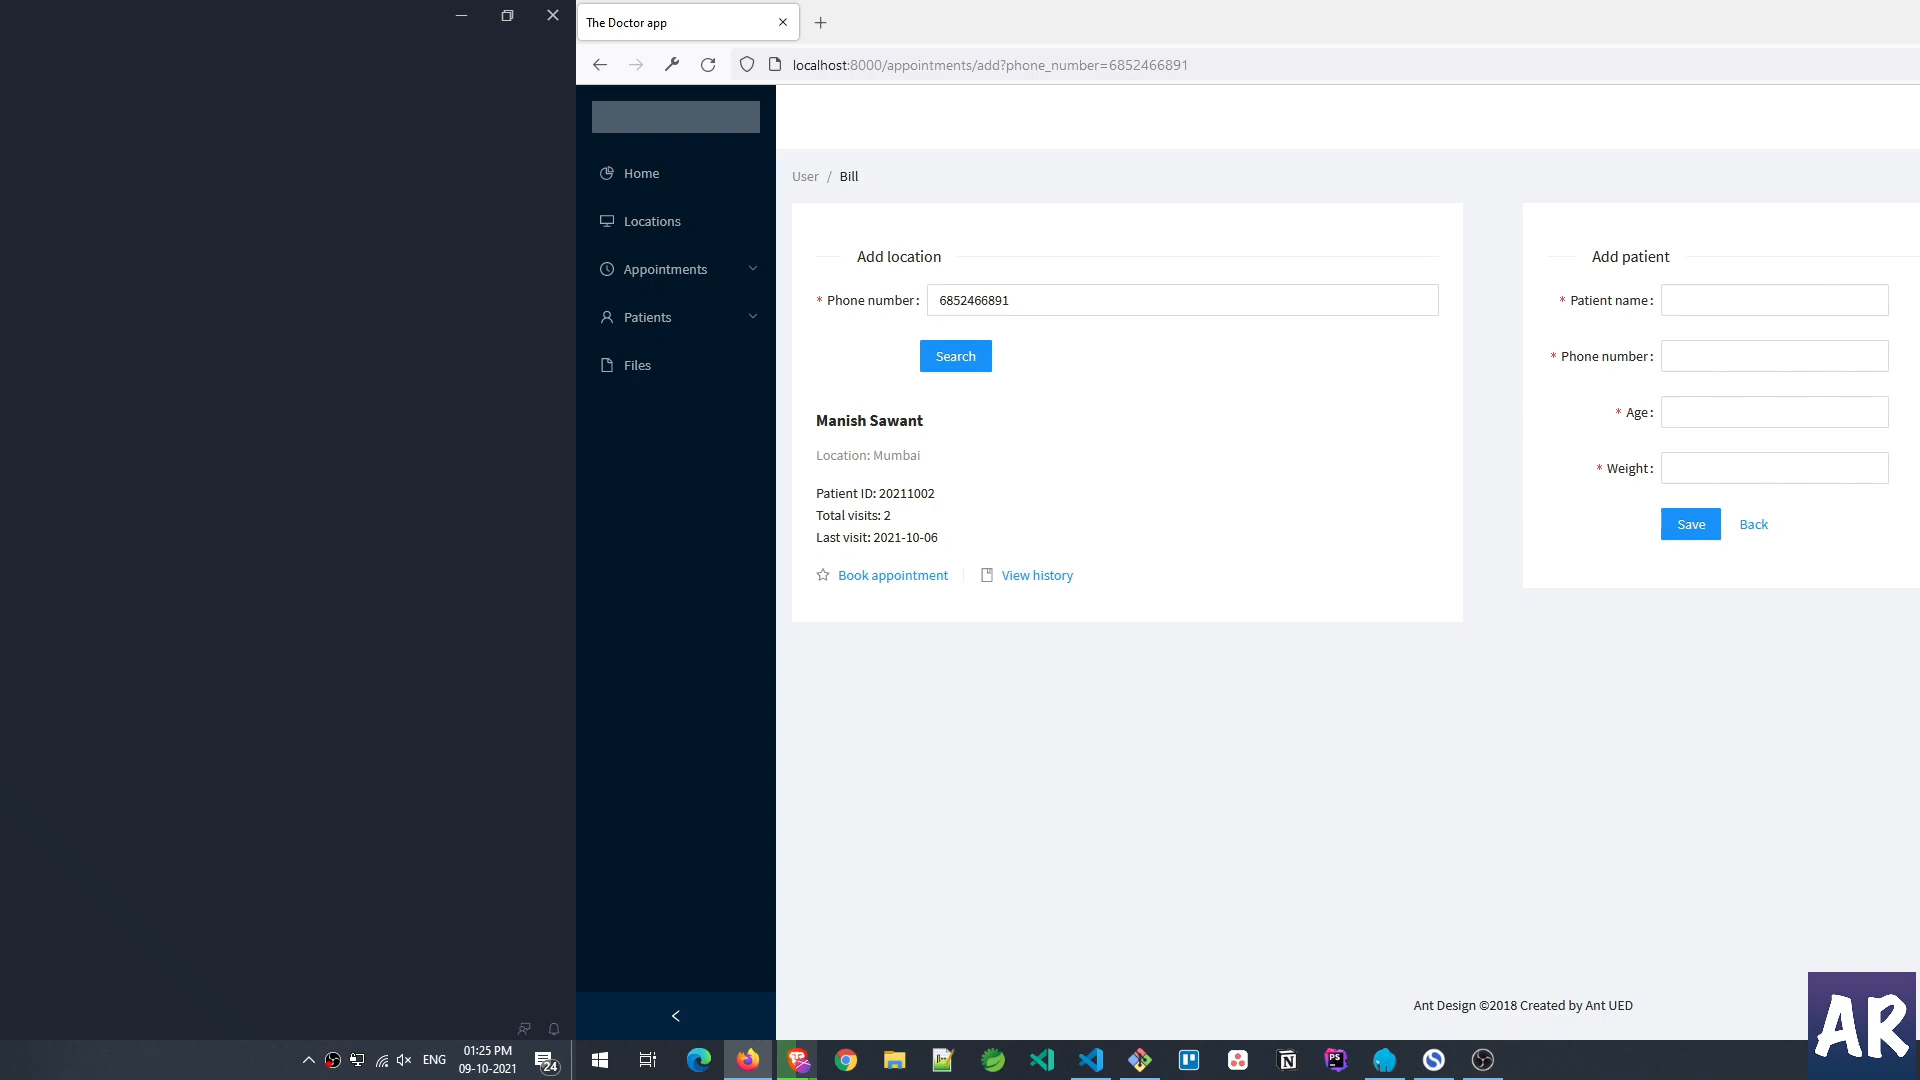 The Doctor app
localhost:8000/appointments/add?phone_number=6852466891
Home
Locations
Appointments
Patients
Files
User / Bill
Add location
* Phone number:
6852466891
Search
Manish Sawant
Location: Mumbai
Patient ID: 20211002
Total visits: 2
Last visit: 2021-10-06
Book appointment
View history
Add patient
* Patient name:
* Phone number:
* Age:
* Weight:
Save
Back
Ant Design ©2018 Created by Ant UED
AR
ENG
01:25 PM
09-10-2021
24
PS